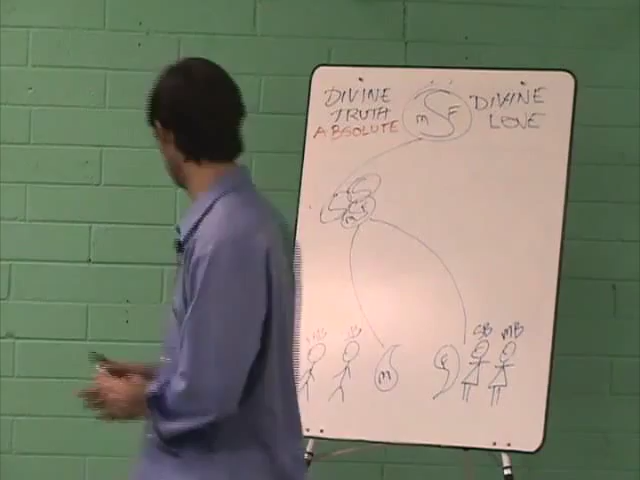 DIVINE
TRUTH
ABSOLUTE
M F
DIVINE
LOVE
M
SB MB